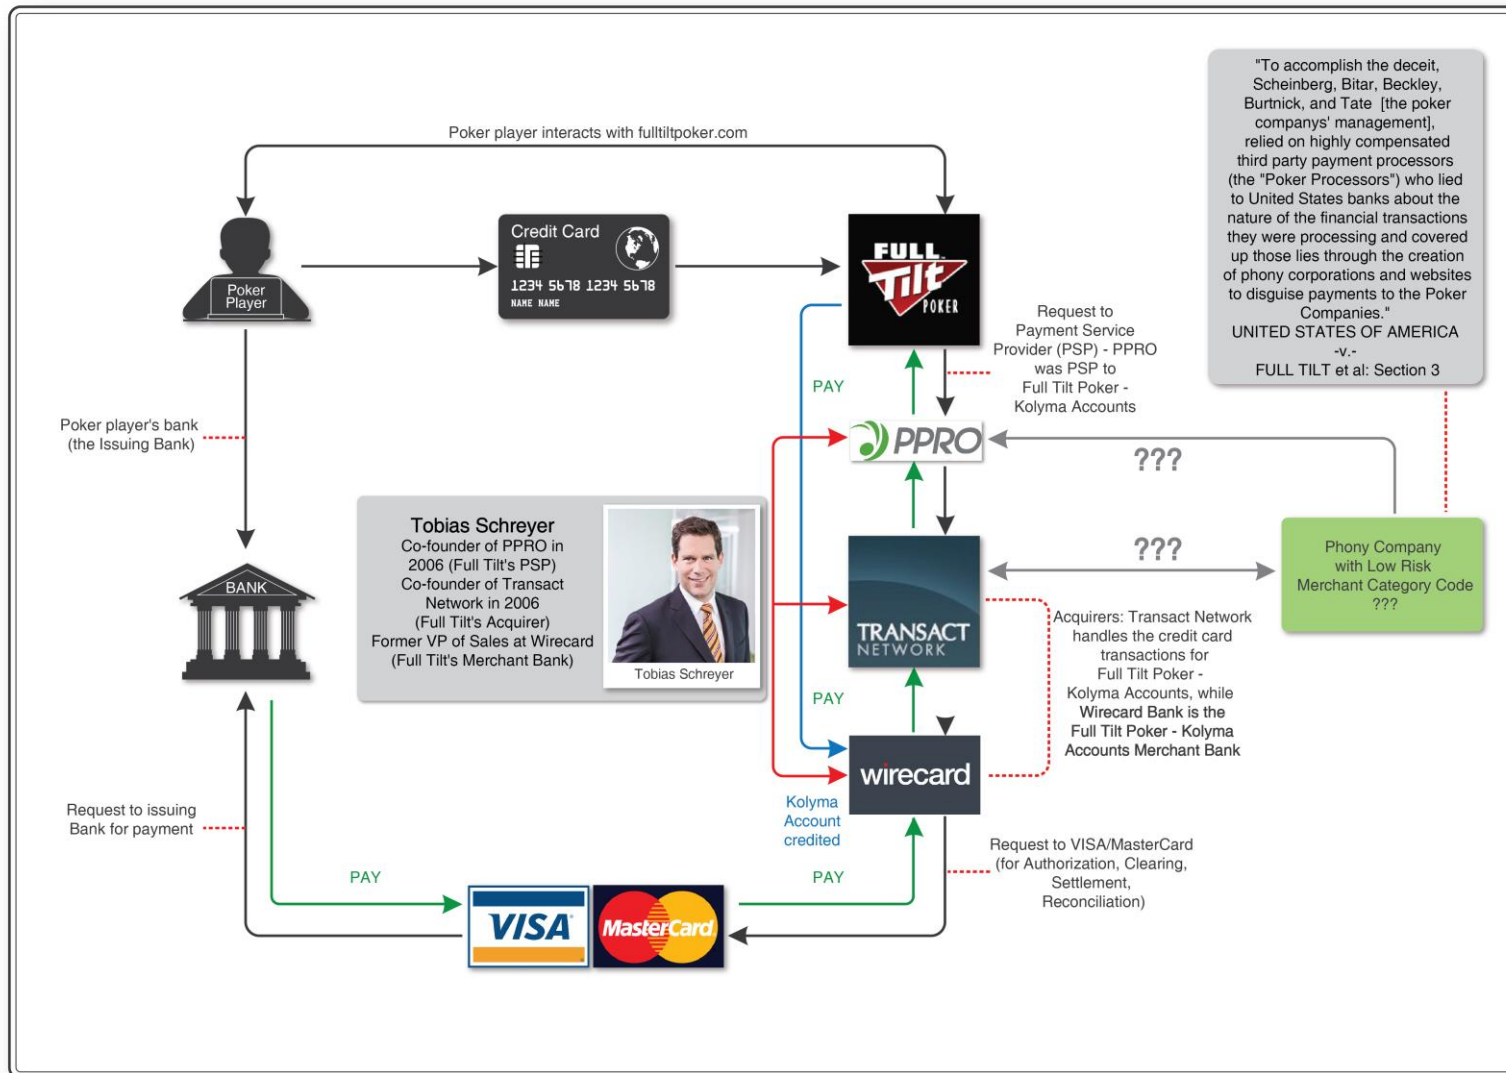 Poker player interacts with fulltiltpoker.com
"To accomplish the deceit,
Scheinberg, Bitar, Beckley,
Burtnick, and Tate [the poker
companys' management],
relied on highly compensated
third party payment processors
(the "Poker Processors") who lied
to United States banks about the
nature of the financial transactions
they were processing and covered
up those lies through the creation
of phony corporations and websites
to disguise payments to the Poker
Companies."
UNITED STATES OF AMERICA
-v.-
FULL TILT et al: Section 3
Poker
Player
Credit Card
1234 5678 1234 5678
NAME NAME
FULL
Tilt
POKER
Request to
Payment Service
Provider (PSP) - PPRO
was PSP to
Full Tilt Poker -
Kolyma Accounts
PAY
Poker player's bank
(the Issuing Bank)
PPRO
???
Tobias Schreyer
Co-founder of PPRO in
2006 (Full Tilt's PSP)
Co-founder of Transact
Network in 2006
(Full Tilt's Acquirer)
Former VP of Sales at Wirecard
(Full Tilt's Merchant Bank)
Tobias Schreyer
???
Phony Company
with Low Risk
Merchant Category Code
???
BANK
TRANSACT
NETWORK
Acquirers: Transact Network
handles the credit card
transactions for
Full Tilt Poker -
Kolyma Accounts, while
Wirecard Bank is the
Full Tilt Poker - Kolyma
Accounts Merchant Bank
PAY
wirecard
Kolyma
Account
credited
Request to issuing
Bank for payment
Request to VISA/MasterCard
(for Authorization, Clearing,
Settlement,
Reconciliation)
PAY
PAY
VISA
MasterCard